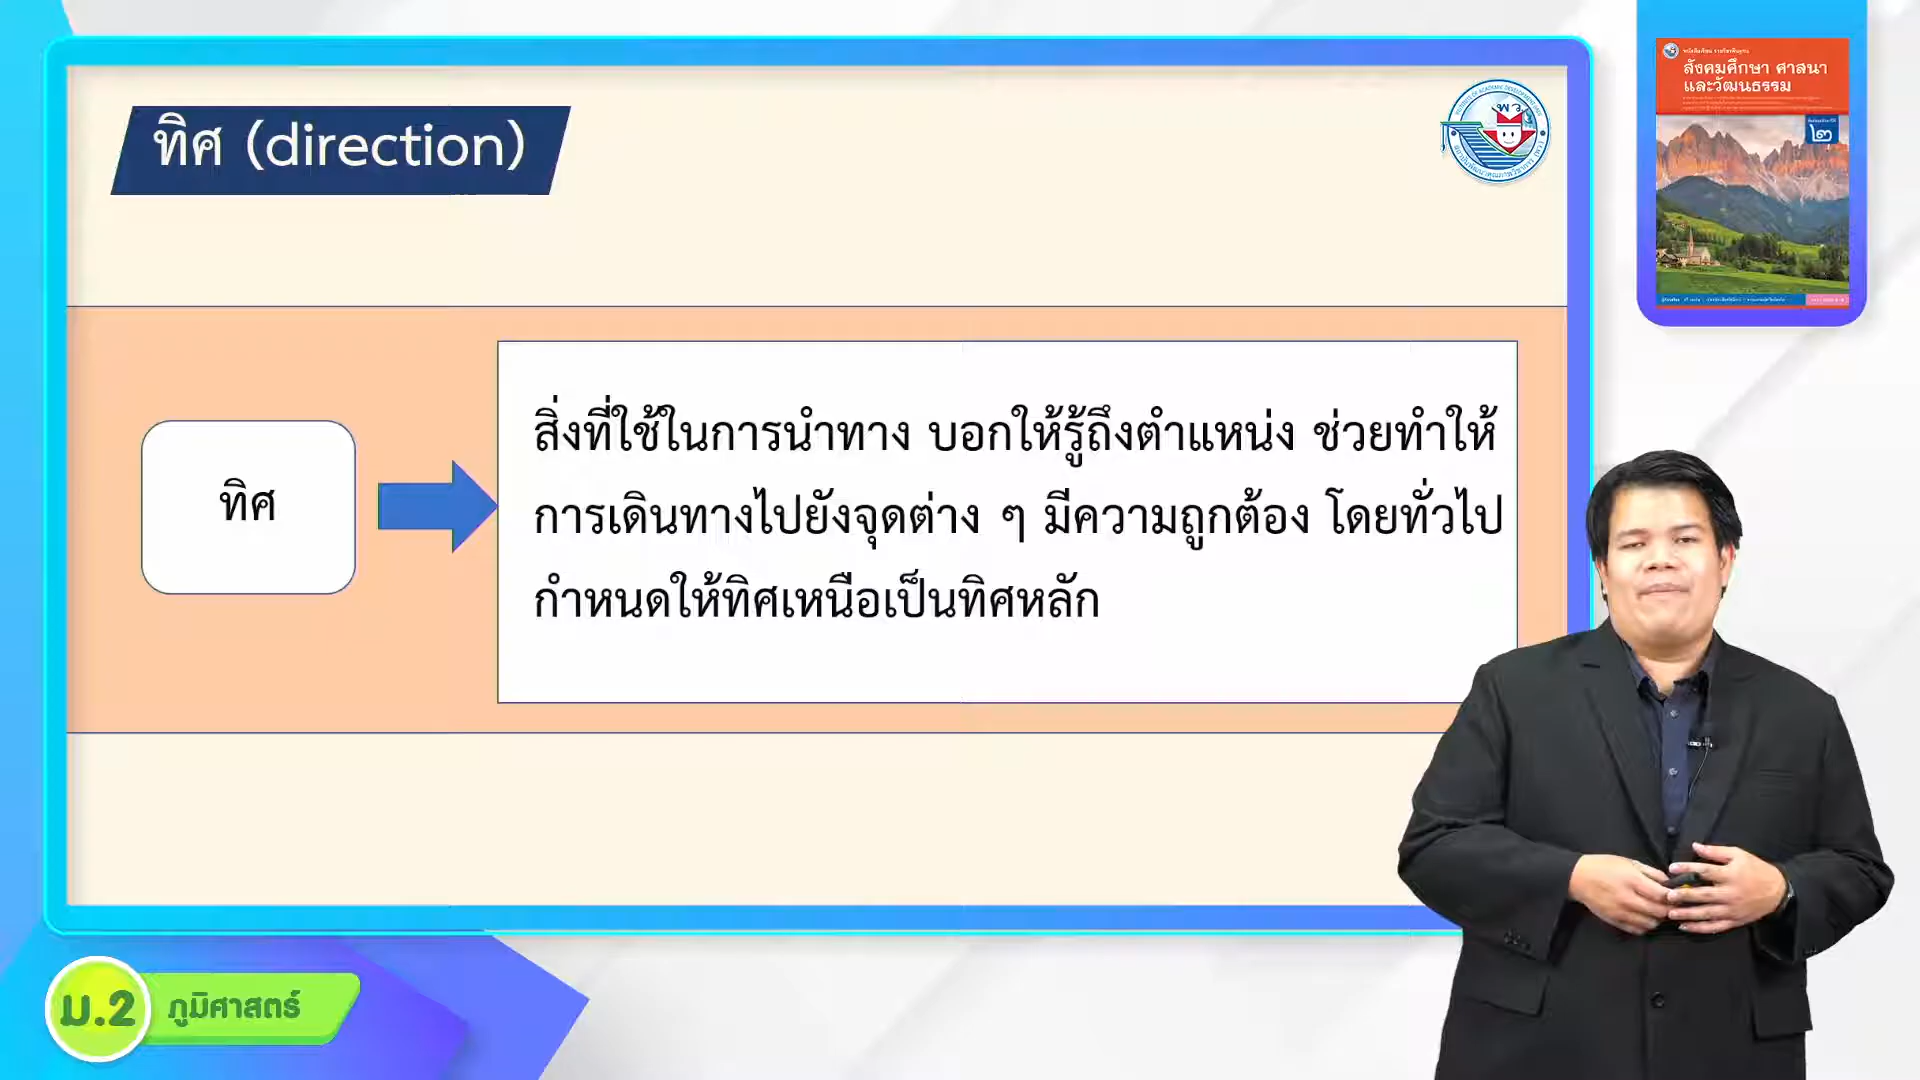 ทิศ (direction)
พว
สังคมศึกษา ศาสนา
และวัฒนธรรม
๒
ทิศ
สิ่งที่ใช้ในการนำทาง บอกให้รู้ถึงตำแหน่ง ช่วยทำให้
การเดินทางไปยังจุดต่าง ๆ มีความถูกต้อง โดยทั่วไป
กำหนดให้ทิศเหนือเป็นทิศหลัก
ม.2 ภูมิศาสตร์